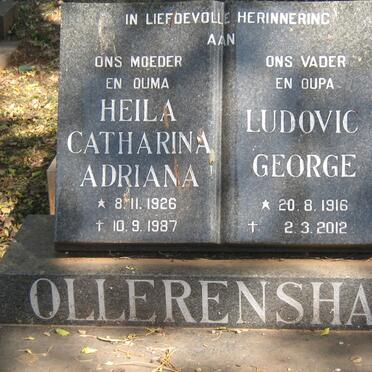 IN LIEFDEVOLLE HERINNERING
AAN
ONS MOEDER
EN OUMA
HEILA
CATHARINA
ADRIANA
★ 8.11.1926
✝ 10.9.1987
ONS VADER
EN OUPA
LUDOVIC
GEORGE
★ 20.8.1916
✝ 2.3.2012
OLLERENSHA